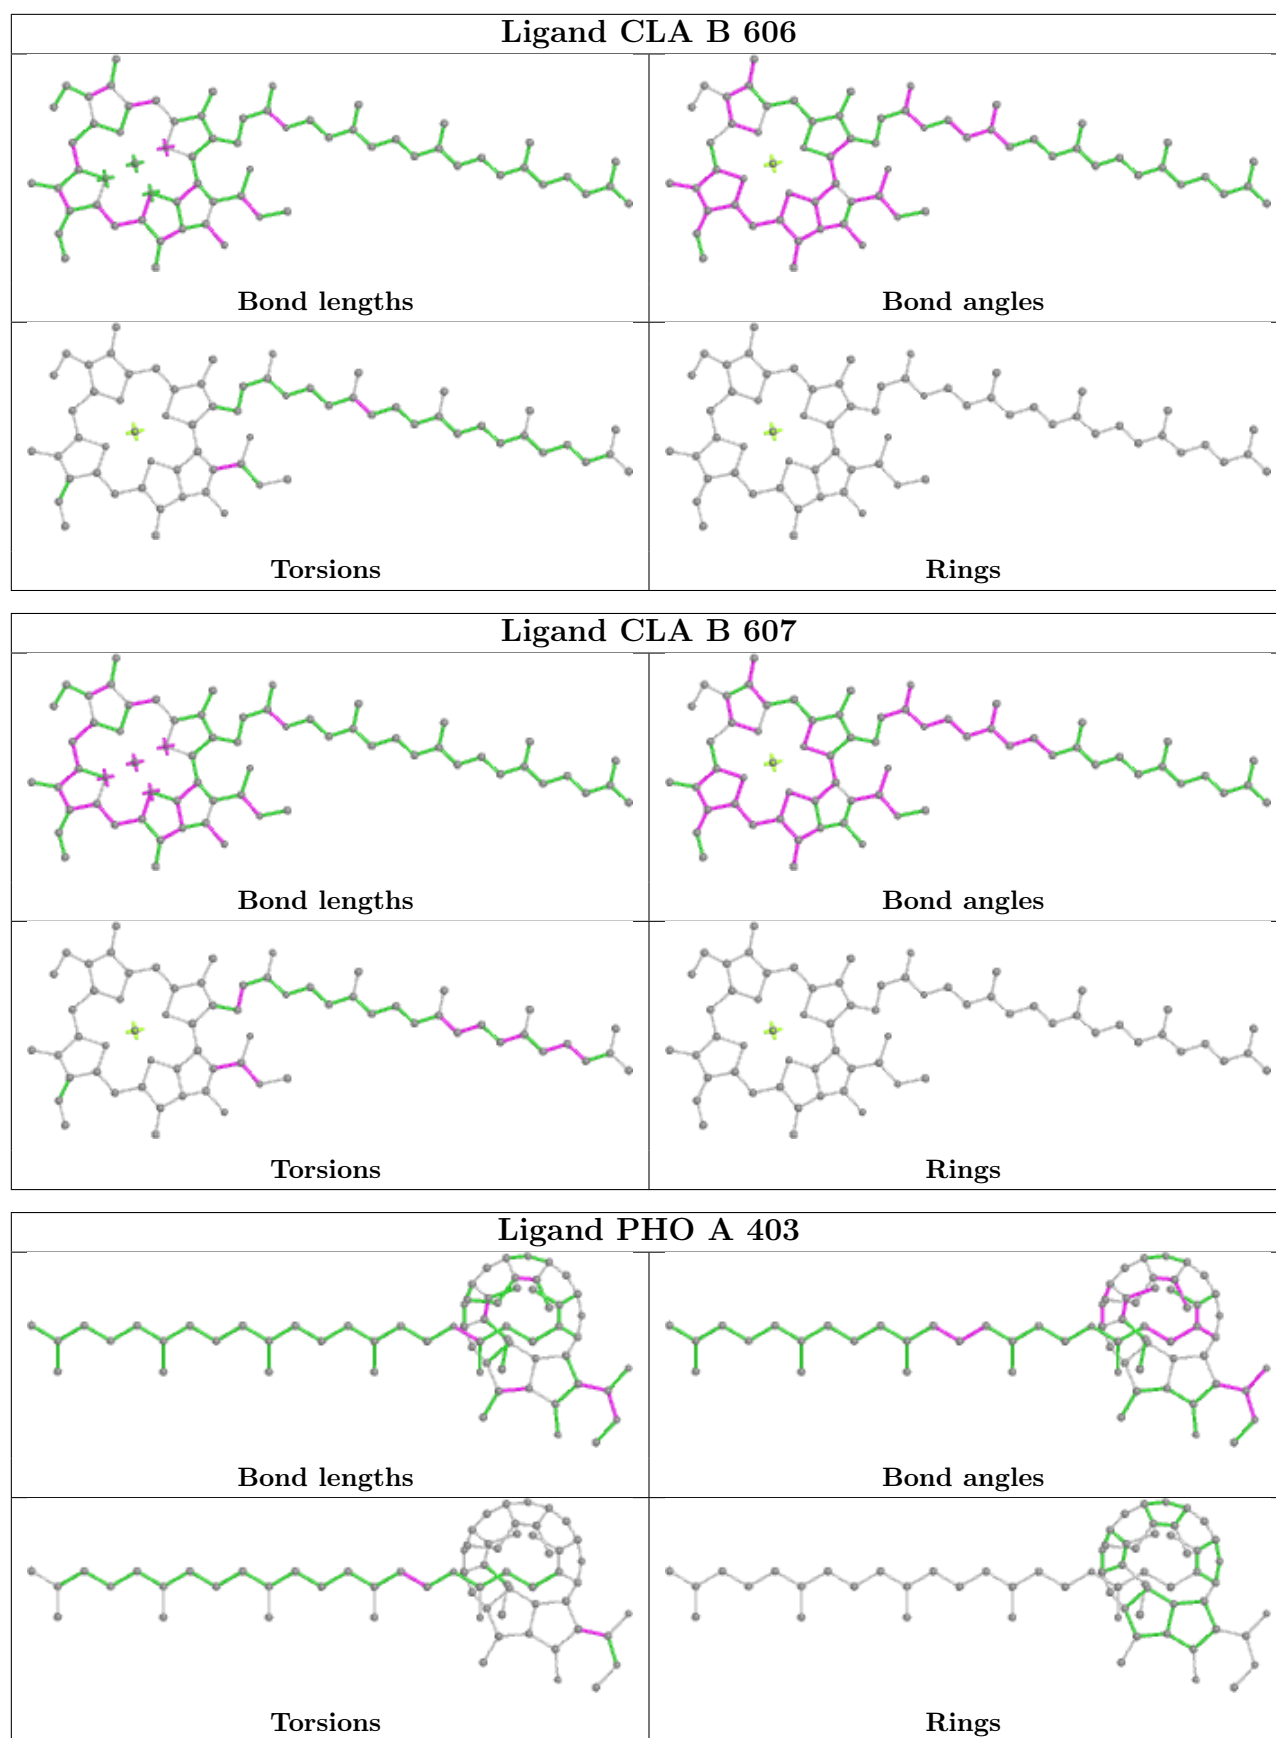 Ligand CLA B 606
Bond lengths
Bond angles
Torsions
Rings
Ligand CLA B 607
Bond lengths
Bond angles
Torsions
Rings
Ligand PHO A 403
Bond lengths
Bond angles
Torsions
Rings